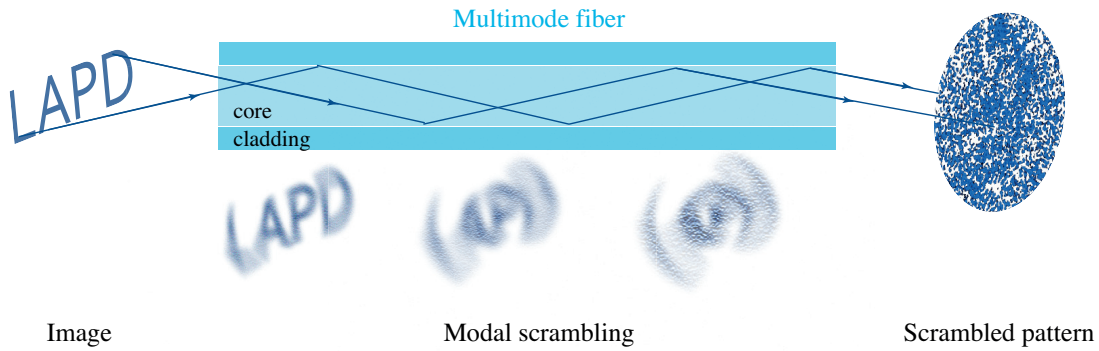 Multimode fiber
LAPD
core
cladding
LAPD
Image
Modal scrambling
Scrambled pattern